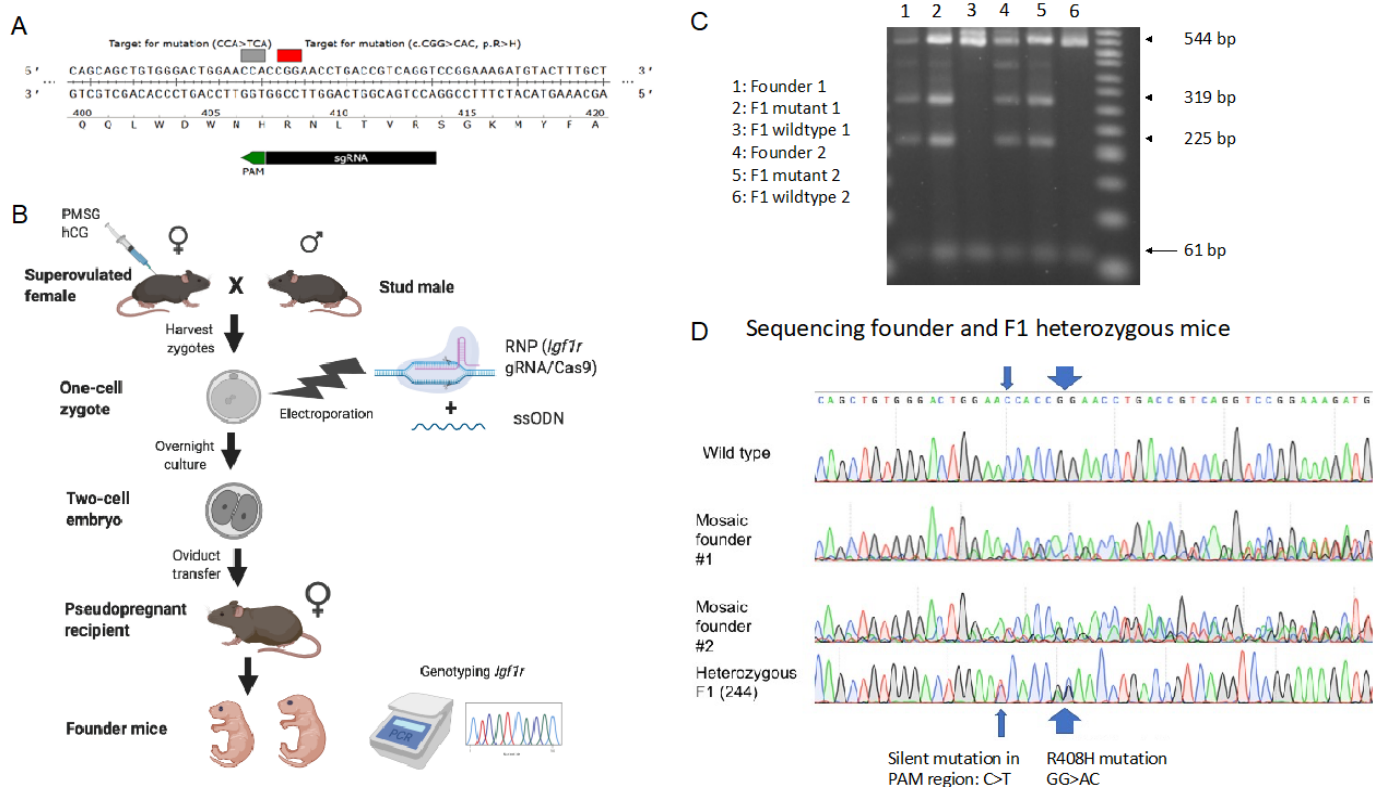 A
Target for mutation (CCA>TCA)
Target for mutation (c.CGG>CAC, p.R>H)
5' CAGCAGCTGTGGGACTGGAACCACCGGAACCTGACCGTCAGGTCCGGAAAGATGTACTTTGCT 3'
... ...
3' GTCGTCGACACCCTGACCTTGGTGGCCTTGGACTGGCAGTCCAGGCCTTTCTACATGAAACGA 5'
400 405 410 415 420
Q Q L W D W N H R N L T V R S G K M Y F A
sgRNA
PAM
B
PMSG
hCG
Superovulated
female
X
Stud male
Harvest
zygotes
One-cell
zygote
Electroporation
RNP (Igf1r
gRNA/Cas9)
+
ssODN
Overnight
culture
Two-cell
embryo
Oviduct
transfer
Pseudopregnant
recipient
Genotyping Igf1r
Founder mice
PCR
C
1 2 3 4 5 6
1: Founder 1
2: F1 mutant 1
3: F1 wildtype 1
4: Founder 2
5: F1 mutant 2
6: F1 wildtype 2
544 bp
319 bp
225 bp
61 bp
D
Sequencing founder and F1 heterozygous mice
CAGCTGTGGGACTGGAACCACCGGAACCTGACCGTCAGGTCCGGAAAGATG
Wild type
Mosaic
founder
#1
Mosaic
founder
#2
Heterozygous
F1 (244)
Silent mutation in
PAM region: C>T
R408H mutation
GG>AC